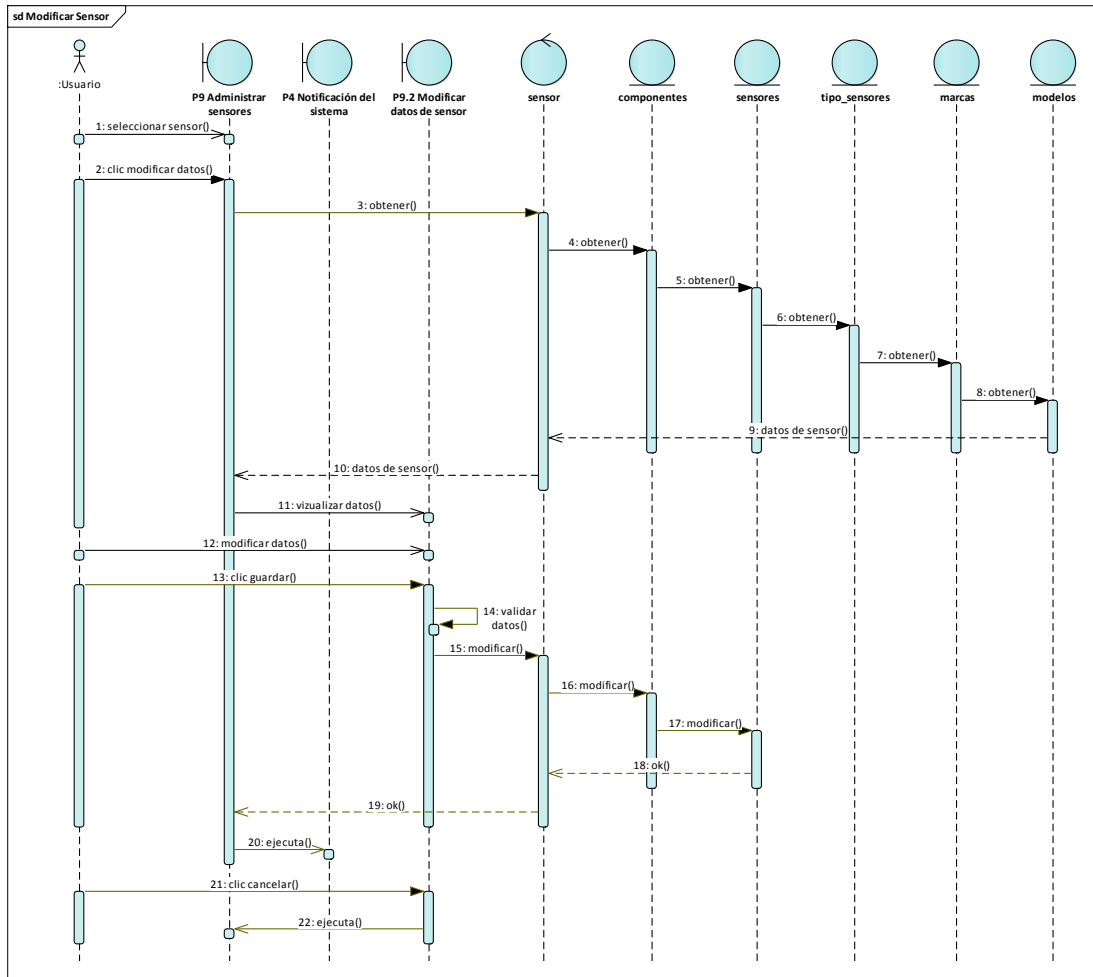 sd Modificar Sensor
:Usuario
P9 Administrar
sensores
P4 Notificación del
sistema
P9.2 Modificar
datos de sensor
sensor
componentes
sensores
tipo_sensores
marcas
modelos
1: seleccionar sensor()
2: clic modificar datos()
3: obtener()
4: obtener()
5: obtener()
6: obtener()
7: obtener()
8: obtener()
9: datos de sensor()
10: datos de sensor()
11: vizualizar datos()
12: modificar datos()
13: clic guardar()
14: validar
datos()
15: modificar()
16: modificar()
17: modificar()
18: ok()
19: ok()
20: ejecuta()
21: clic cancelar()
22: ejecuta()